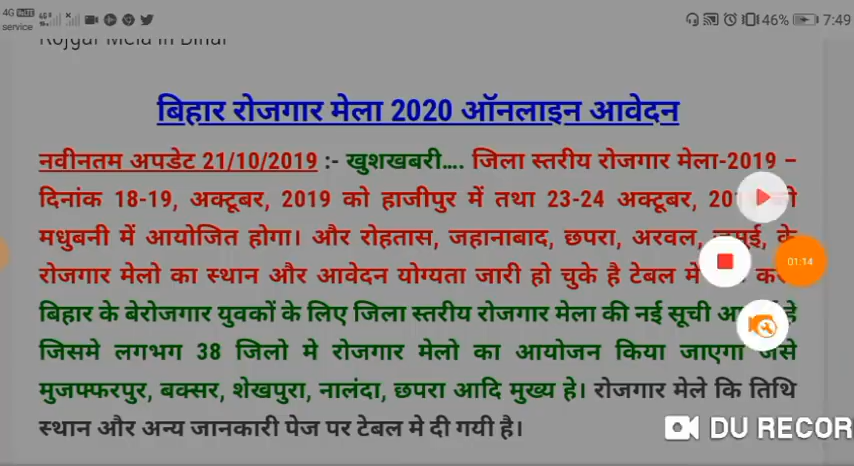 4G VoLTE 46% 7:49
service
Rojgar Mela in Bihar
बिहार रोजगार मेला 2020 ऑनलाइन आवेदन
नवीनतम अपडेट 21/10/2019 :- खुशखबरी.... जिला स्तरीय रोजगार मेला-2019 –
दिनांक 18-19, अक्टूबर, 2019 को हाजीपुर में तथा 23-24 अक्टूबर,
मधुबनी में आयोजित होगा। और रोहतास, जहानाबाद, छपरा, अरवल, के
रोजगार मेलो का स्थान और आवेदन योग्यता जारी हो चुके है टेबल में
01:14
बिहार के बेरोजगार युवकों के लिए जिला स्तरीय रोजगार मेला की नई सूची हे
जिसमे लगभग 38 जिलो मे रोजगार मेलो का आयोजन किया जाएगा जैसे
मुजफ्फरपुर, बक्सर, शेखपुरा, नालंदा, छपरा आदि मुख्य हे। रोजगार मेले कि तिथि
स्थान और अन्य जानकारी पेज पर टेबल मे दी गयी है।
DU RECOR